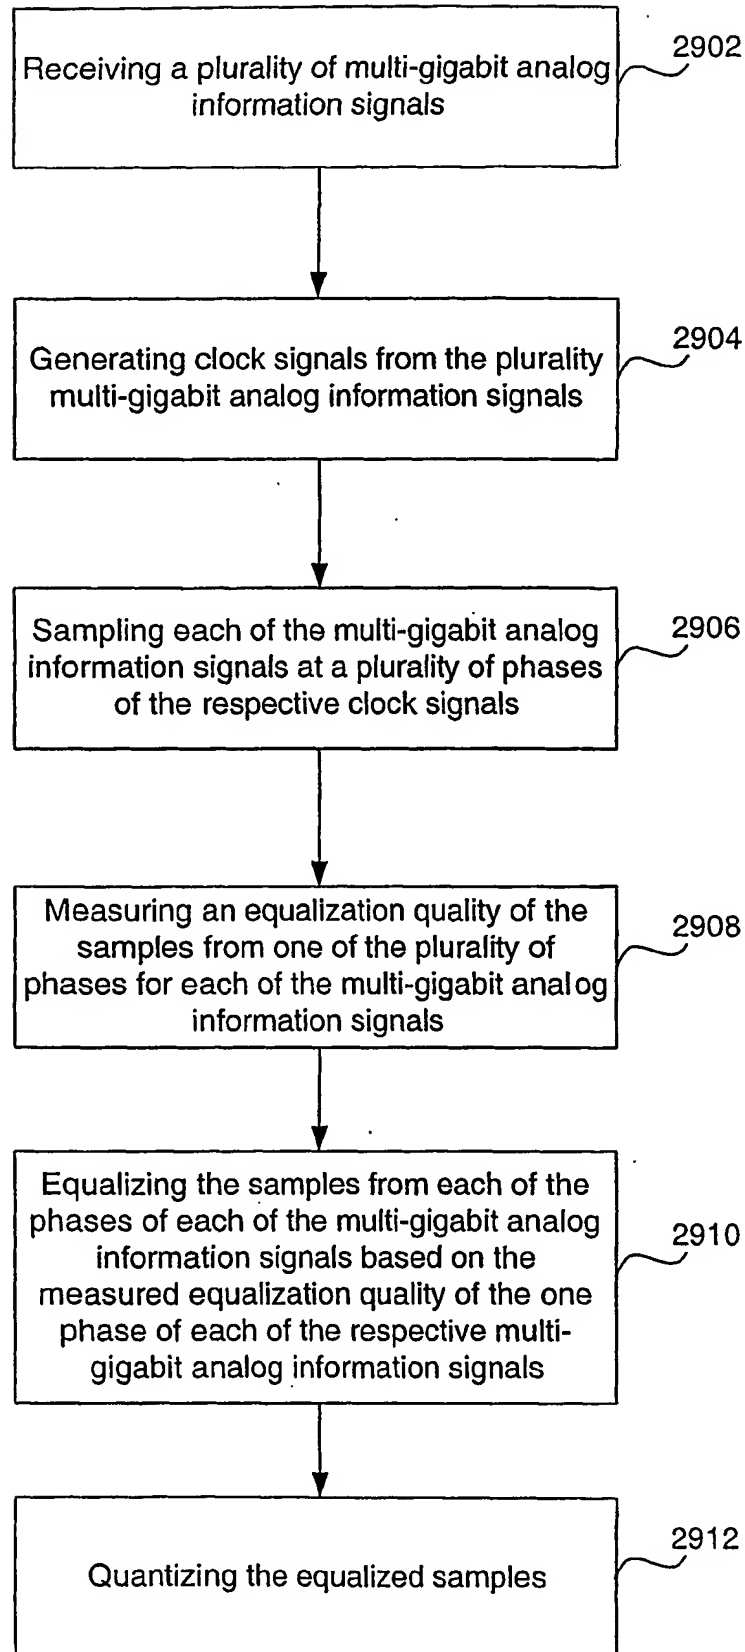 Receiving a plurality of multi-gigabit analog
information signals
2902
Generating clock signals from the plurality
multi-gigabit analog information signals
2904
Sampling each of the multi-gigabit analog
information signals at a plurality of phases
of the respective clock signals
2906
Measuring an equalization quality of the
samples from one of the plurality of
phases for each of the multi-gigabit analog
information signals
2908
Equalizing the samples from each of the
phases of each of the multi-gigabit analog
information signals based on the
measured equalization quality of the one
phase of each of the respective multi-
gigabit analog information signals
2910
Quantizing the equalized samples
2912